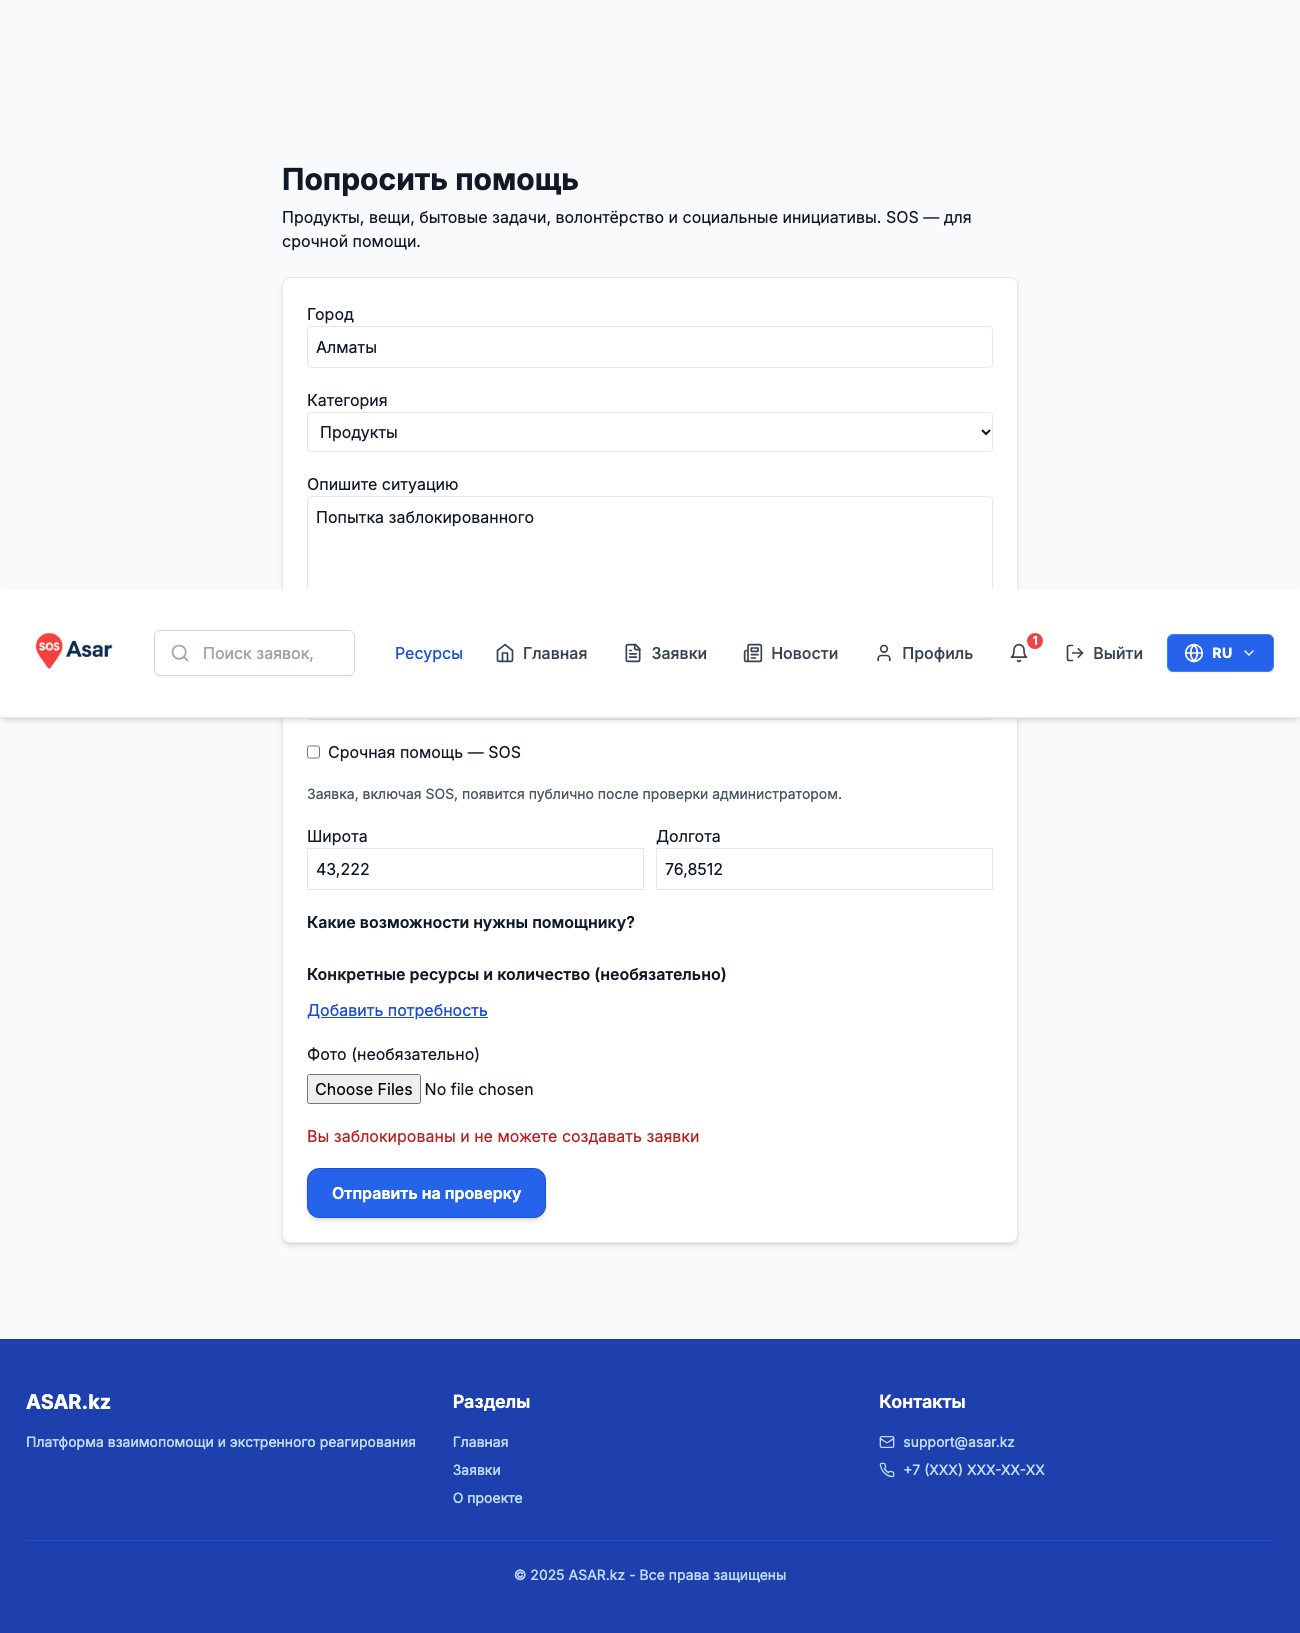 Попросить помощь
Продукты, вещи, бытовые задачи, волонтёрство и социальные инициативы. SOS — для
срочной помощи.
Город
Алматы
Категория
Продукты
Опишите ситуацию
Попытка заблокированного
SOS Asar
Поиск заявок,
Ресурсы
Главная
Заявки
Новости
Профиль
1
Выйти
RU
Срочная помощь — SOS
Заявка, включая SOS, появится публично после проверки администратором.
Широта
Долгота
43,222
76,8512
Какие возможности нужны помощнику?
Конкретные ресурсы и количество (необязательно)
Добавить потребность
Фото (необязательно)
Choose Files No file chosen
Вы заблокированы и не можете создавать заявки
Отправить на проверку
ASAR.kz
Платформа взаимопомощи и экстренного реагирования
Разделы
Главная
Заявки
О проекте
Контакты
support@asar.kz
+7 (XXX) XXX-XX-XX
© 2025 ASAR.kz - Все права защищены